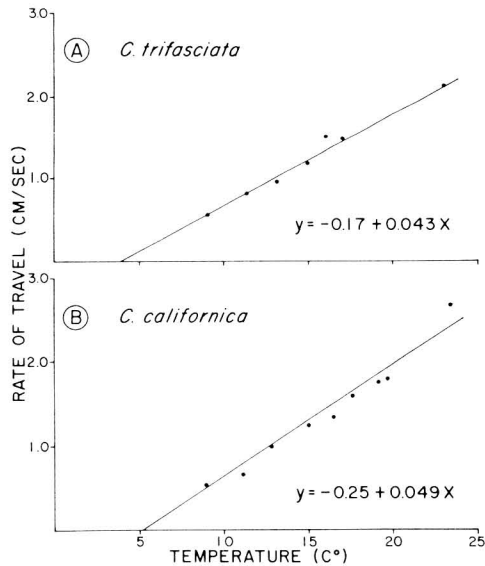 3.0
A C. trifasciata
2.0
1.0
y = -0.17 + 0.043 X
RATE OF TRAVEL (CM/SEC)
3.0
B C. californica
2.0
1.0
y = -0.25 + 0.049 X
5 10 15 20 25
TEMPERATURE (C°)